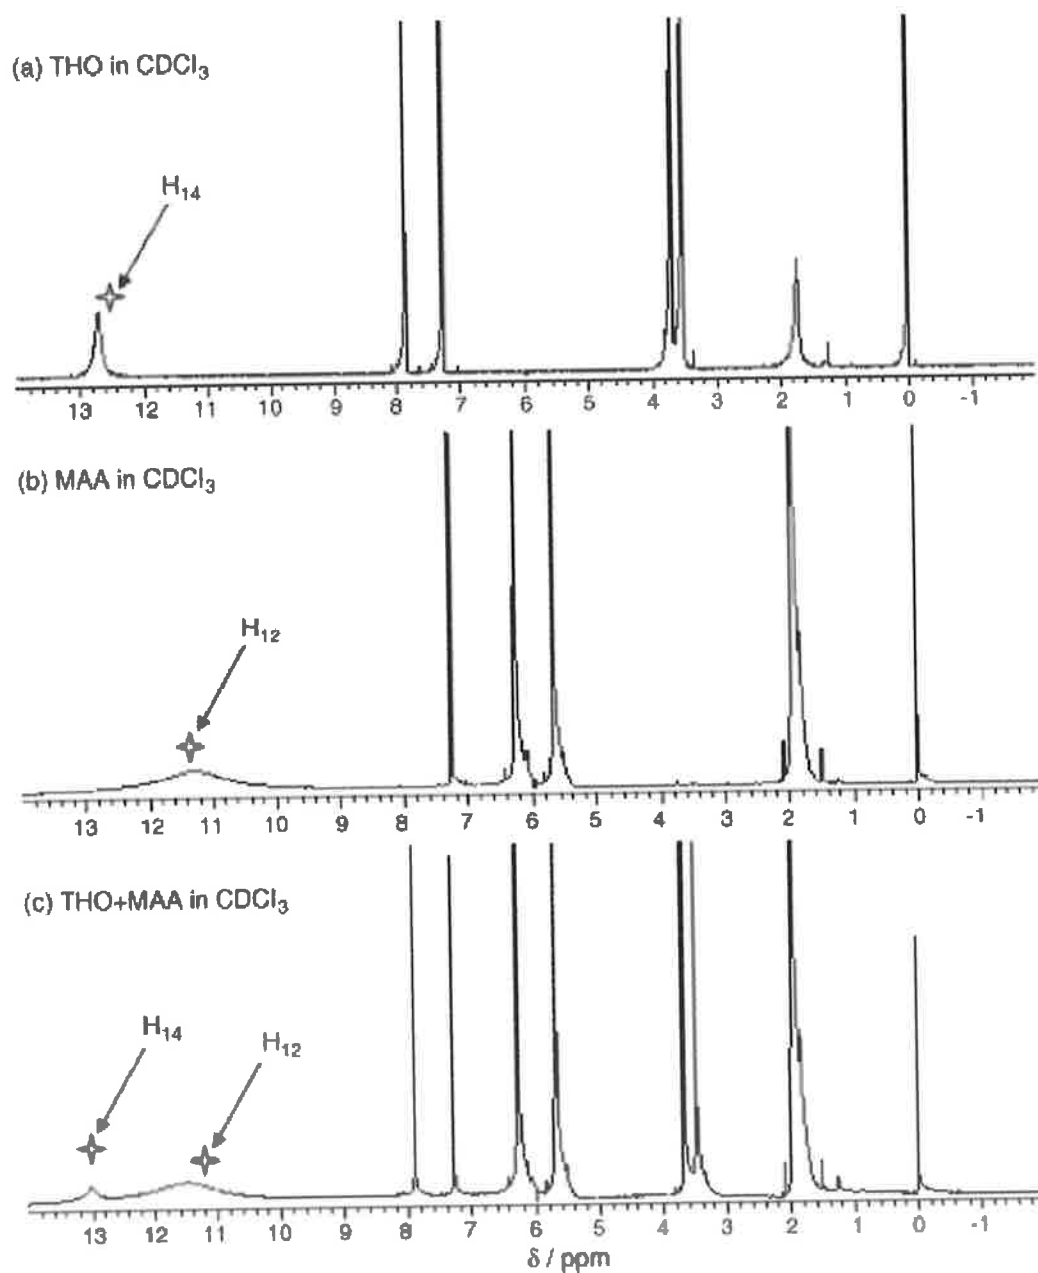 (a) THO in CDCl₃
H₁₄
13 12 11 10 9 8 7 6 5 4 3 2 1 0 -1
(b) MAA in CDCl₃
H₁₂
13 12 11 10 9 8 7 6 5 4 3 2 1 0 -1
(c) THO+MAA in CDCl₃
H₁₄
H₁₂
13 12 11 10 9 8 7 6 5 4 3 2 1 0 -1
δ / ppm